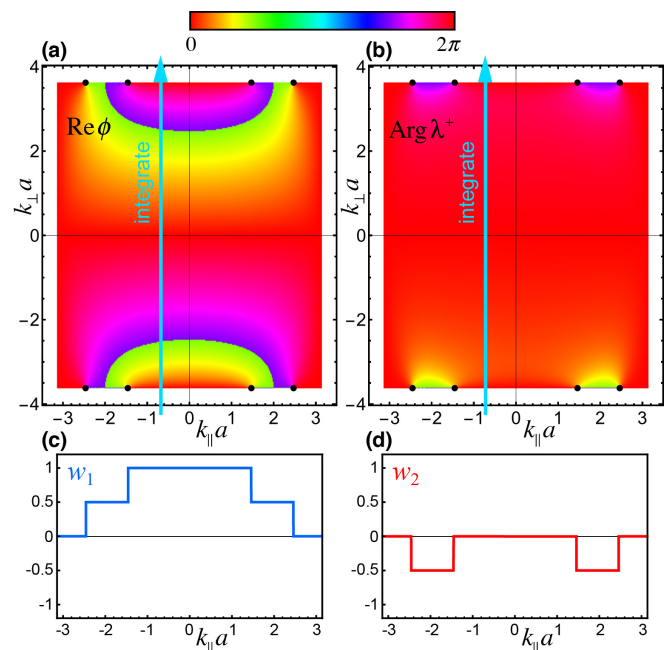 0 2π
(a) (b)
4
2
0
−2
−4
k⊥a
Re ϕ
integrate
−3 −2 −1 0 1 2 3
k∥a
4
2
0
−2
−4
k⊥a
Arg λ⁺
integrate
−3 −2 −1 0 1 2 3
k∥a
(c) (d)
w₁
1
0.5
0
-0.5
-1
-3 -2 -1 0 1 2 3
k∥a
w₂
1
0.5
0
-0.5
-1
-3 -2 -1 0 1 2 3
k∥a